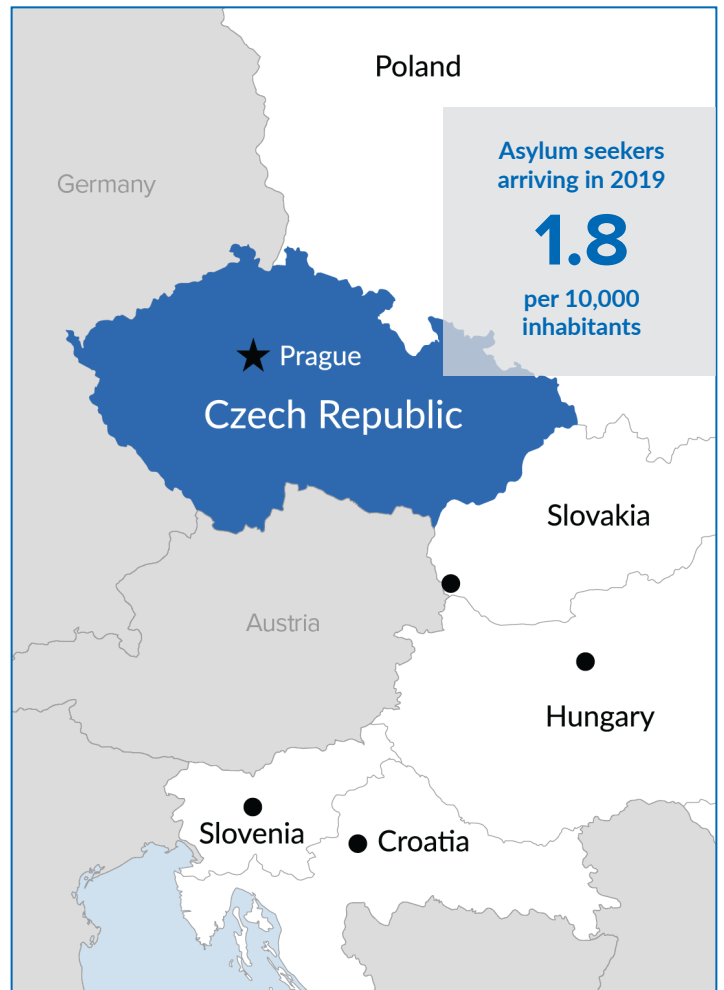 Poland
Asylum seekers
arriving in 2019
1.8
per 10,000
inhabitants
Germany
Prague
Czech Republic
Slovakia
Austria
Hungary
Slovenia
Croatia